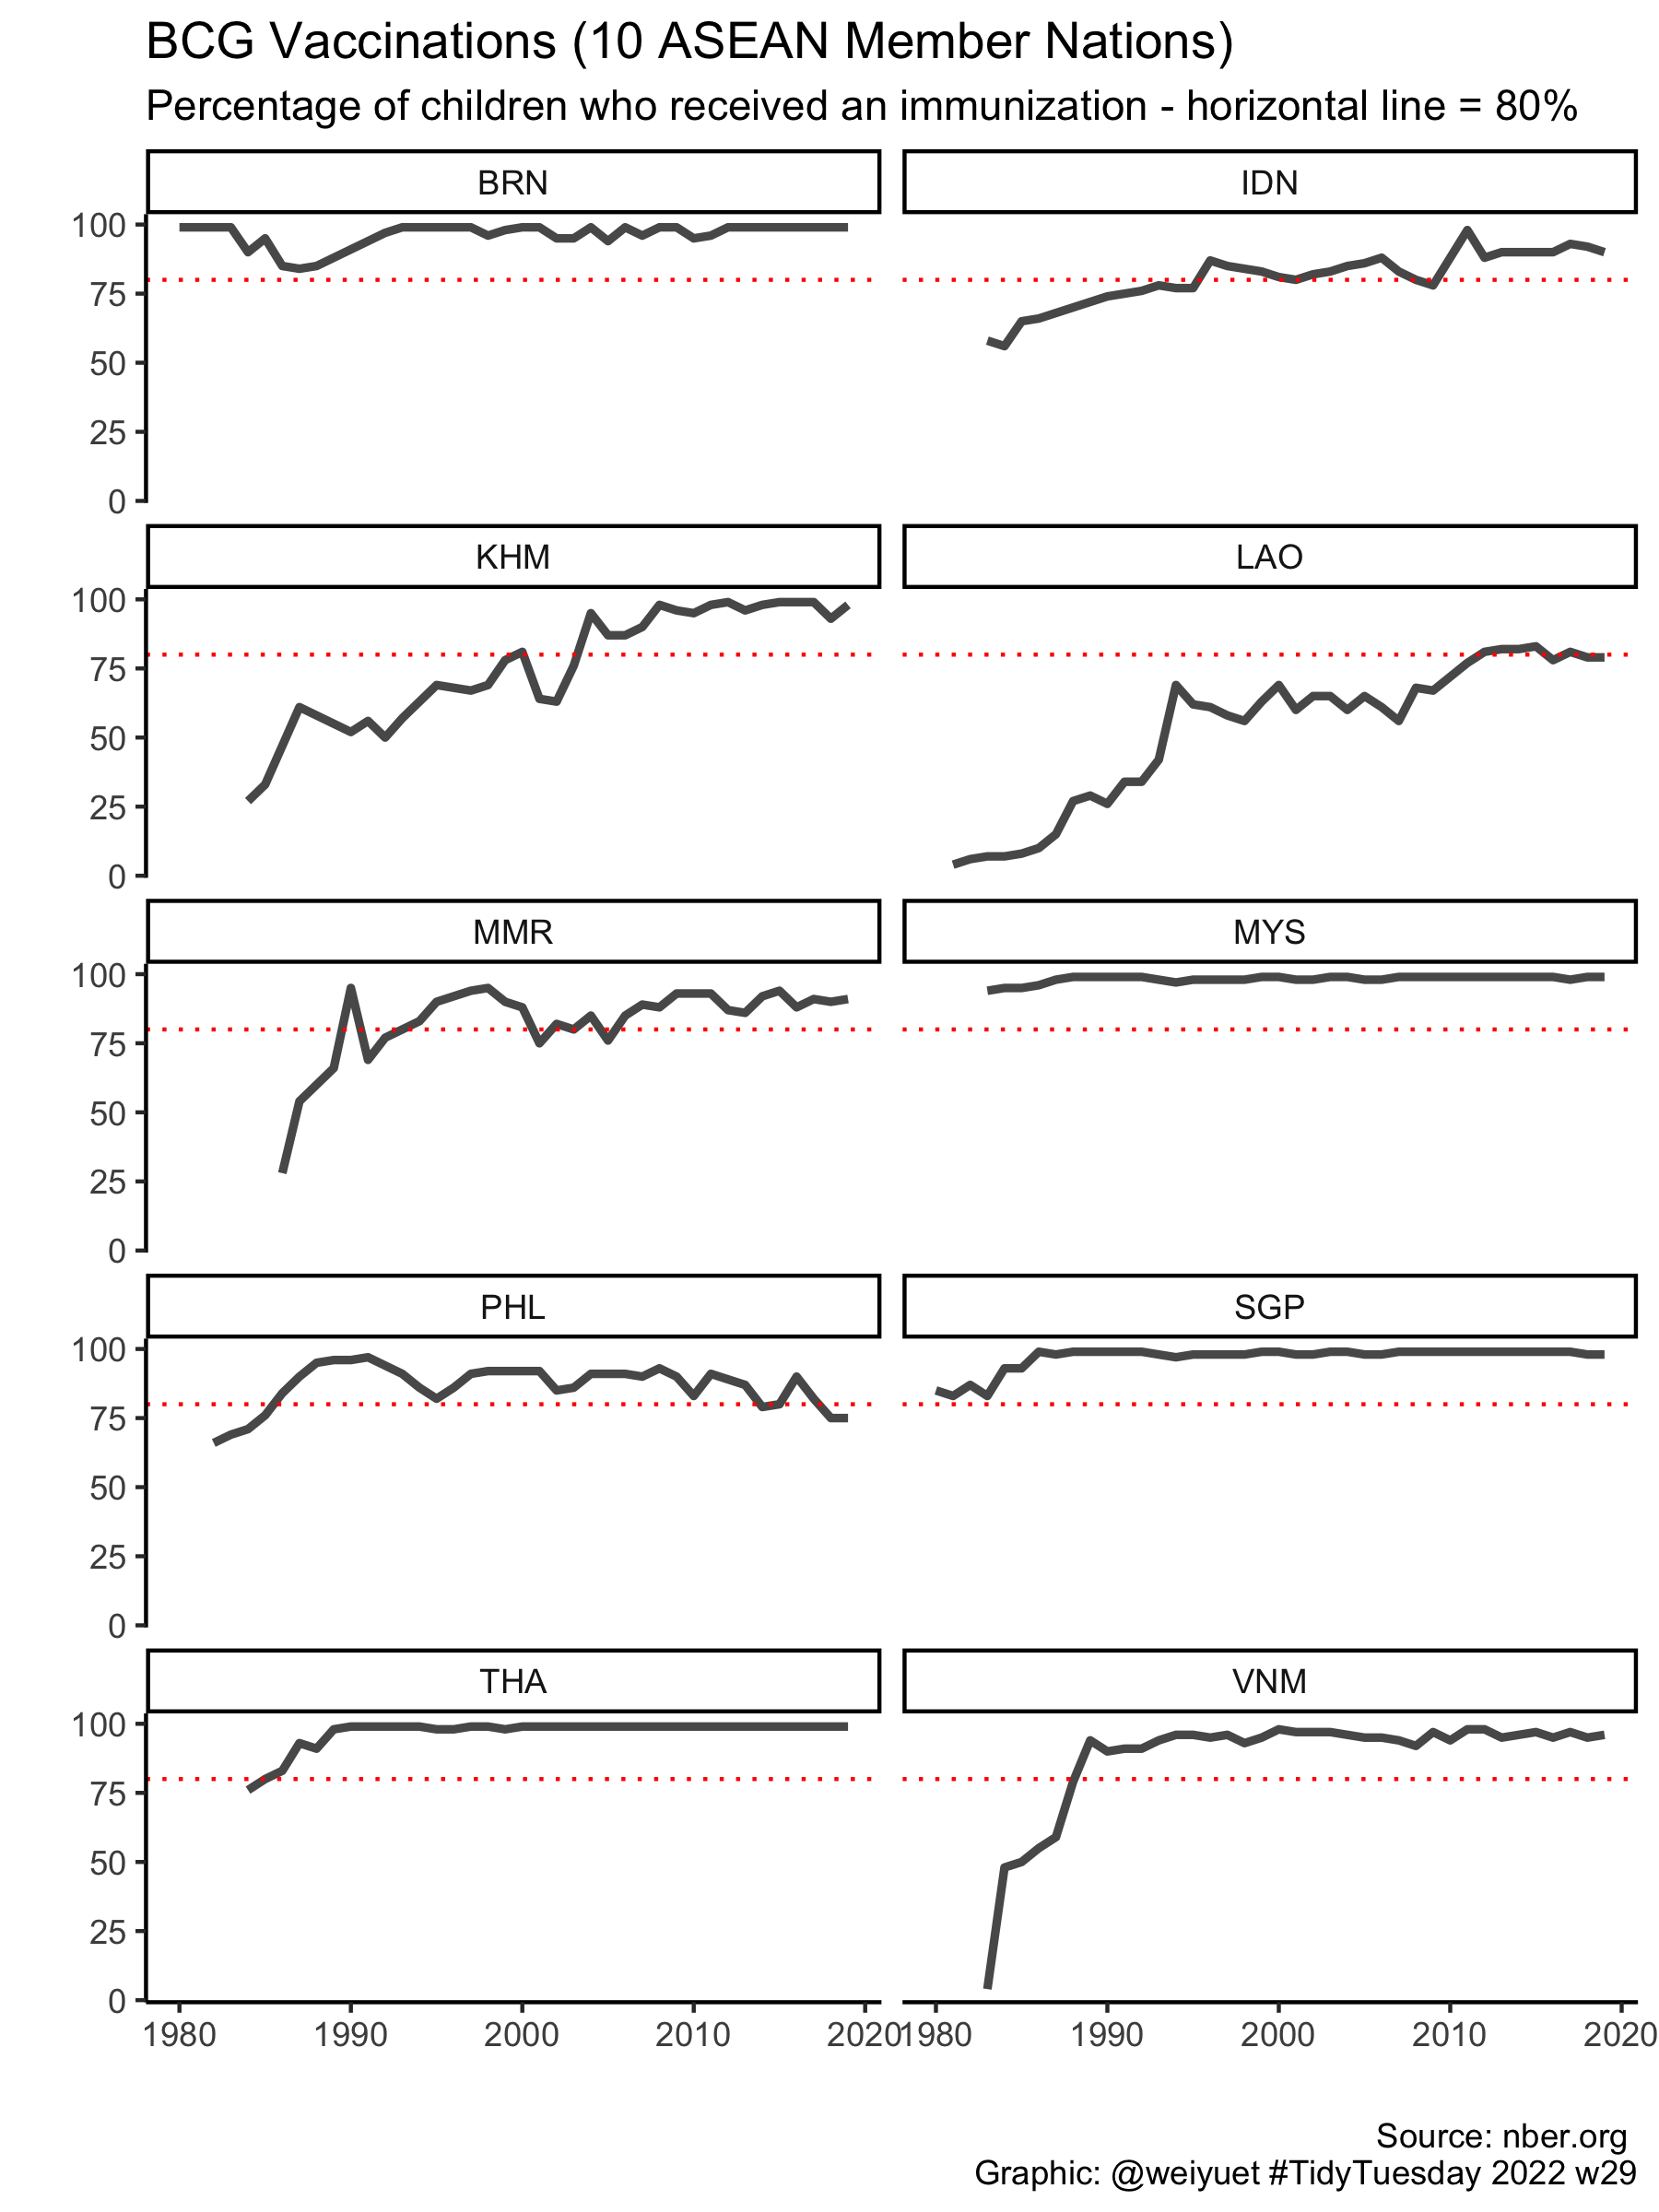 BCG Vaccinations (10 ASEAN Member Nations)
Percentage of children who received an immunization - horizontal line = 80%
BRN
IDN
100
75
50
25
0
KHM
LAO
100
75
50
25
0
MMR
MYS
100
75
50
25
0
PHL
SGP
100
75
50
25
0
THA
VNM
100
75
50
25
0
1980 1990 2000 2010 2020 1980 1990 2000 2010 2020
Source: nber.org
Graphic: @weiyuet #TidyTuesday 2022 w29